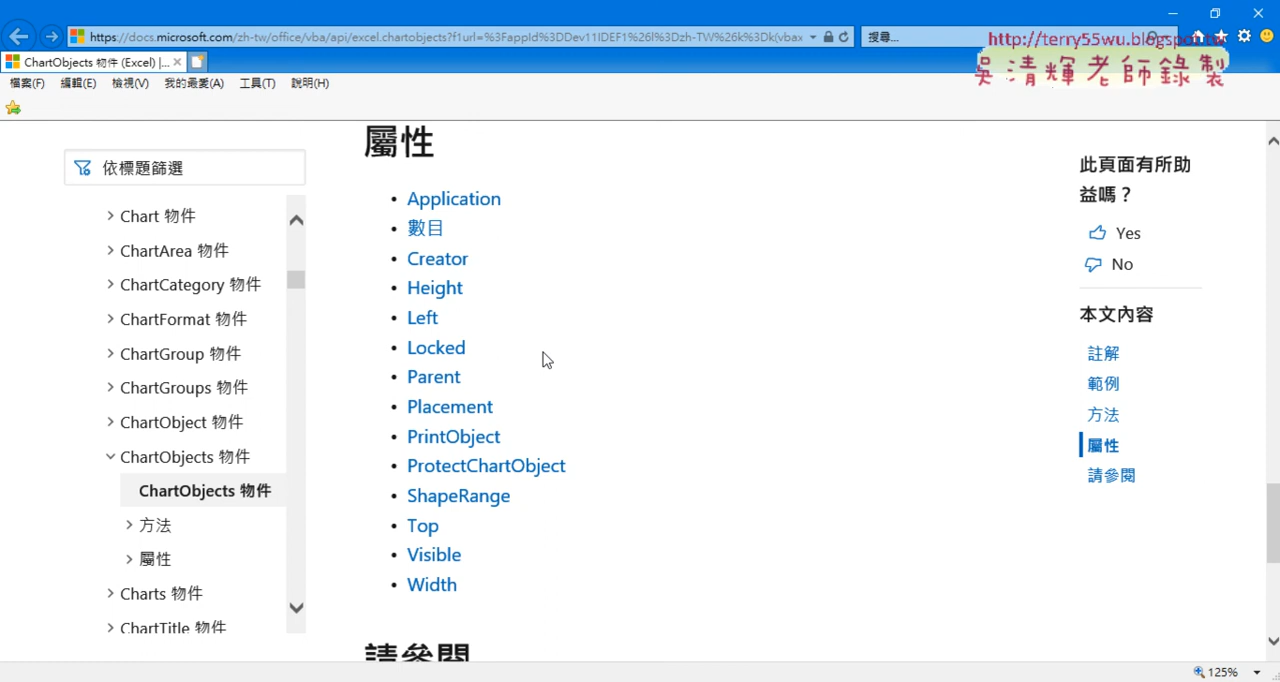 https://docs.microsoft.com/zh-tw/office/vba/api/excel.chartobjects?f1url=%3FappId%3DDev11IDEF1%26l%3Dzh-TW%26k%3Dk(vbax
搜尋...
http://terry55wu.blogspot.tw
吳清輝老師錄製
ChartObjects 物件 (Excel) |...
檔案(F) 編輯(E) 檢視(V) 我的最愛(A) 工具(T) 說明(H)
依標題篩選
Chart 物件
ChartArea 物件
ChartCategory 物件
ChartFormat 物件
ChartGroup 物件
ChartGroups 物件
ChartObject 物件
ChartObjects 物件
ChartObjects 物件
方法
屬性
Charts 物件
ChartTitle 物件
屬性
• Application
• 數目
• Creator
• Height
• Left
• Locked
• Parent
• Placement
• PrintObject
• ProtectChartObject
• ShapeRange
• Top
• Visible
• Width
請參閱
此頁面有所助
益嗎？
Yes
No
本文內容
註解
範例
方法
屬性
請參閱
125%